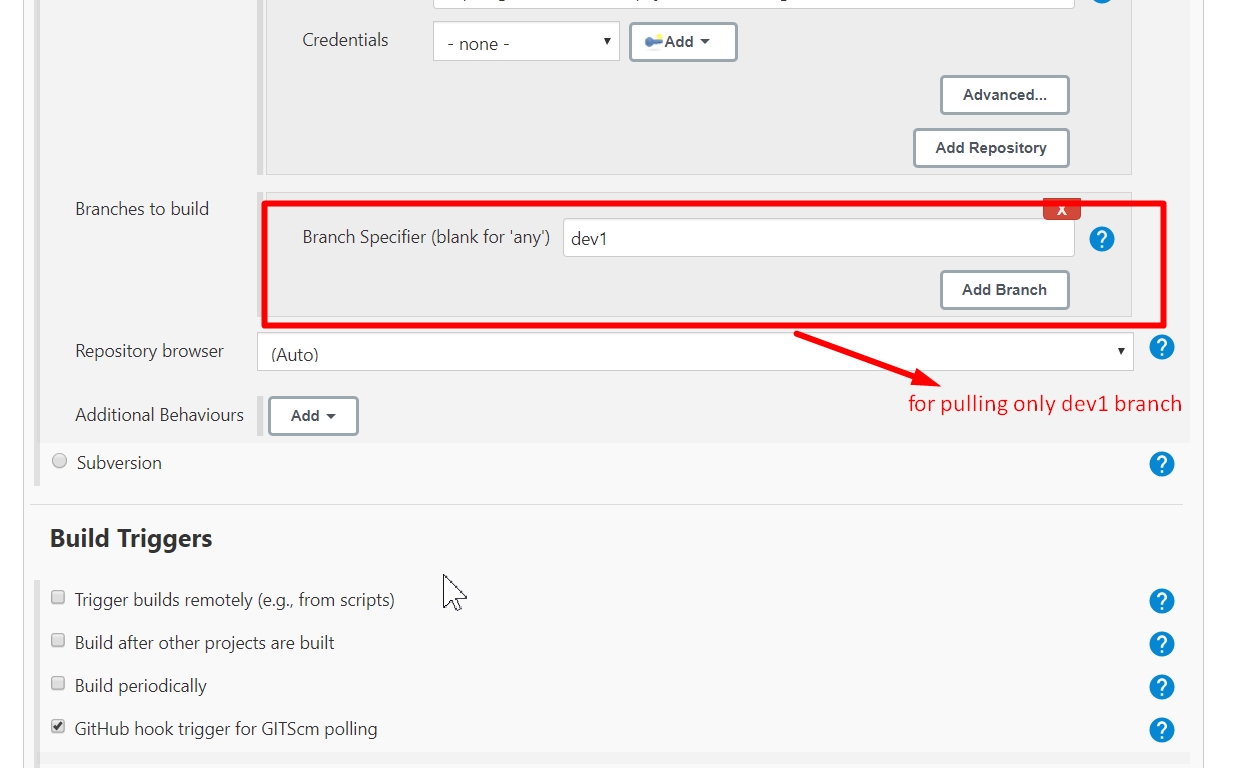 Credentials
- none -
Add
Advanced...
Add Repository
Branches to build
X
Branch Specifier (blank for 'any')
dev1
Add Branch
Repository browser
(Auto)
for pulling only dev1 branch
Additional Behaviours
Add
Subversion
Build Triggers
Trigger builds remotely (e.g., from scripts)
Build after other projects are built
Build periodically
GitHub hook trigger for GITScm polling